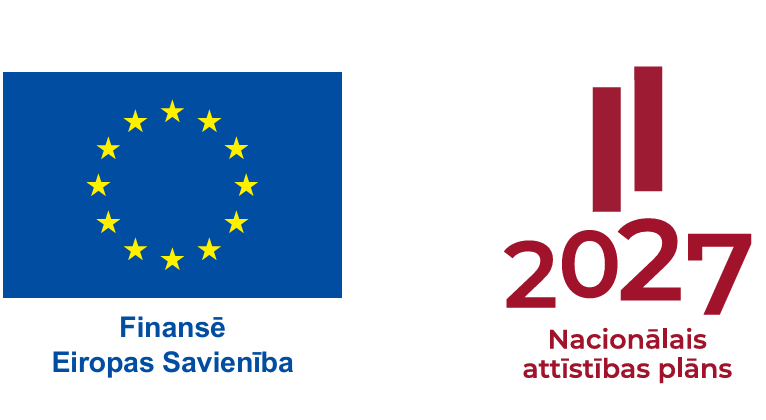 Finansē
Eiropas Savienība
2027
Nacionālais
attīstības plāns